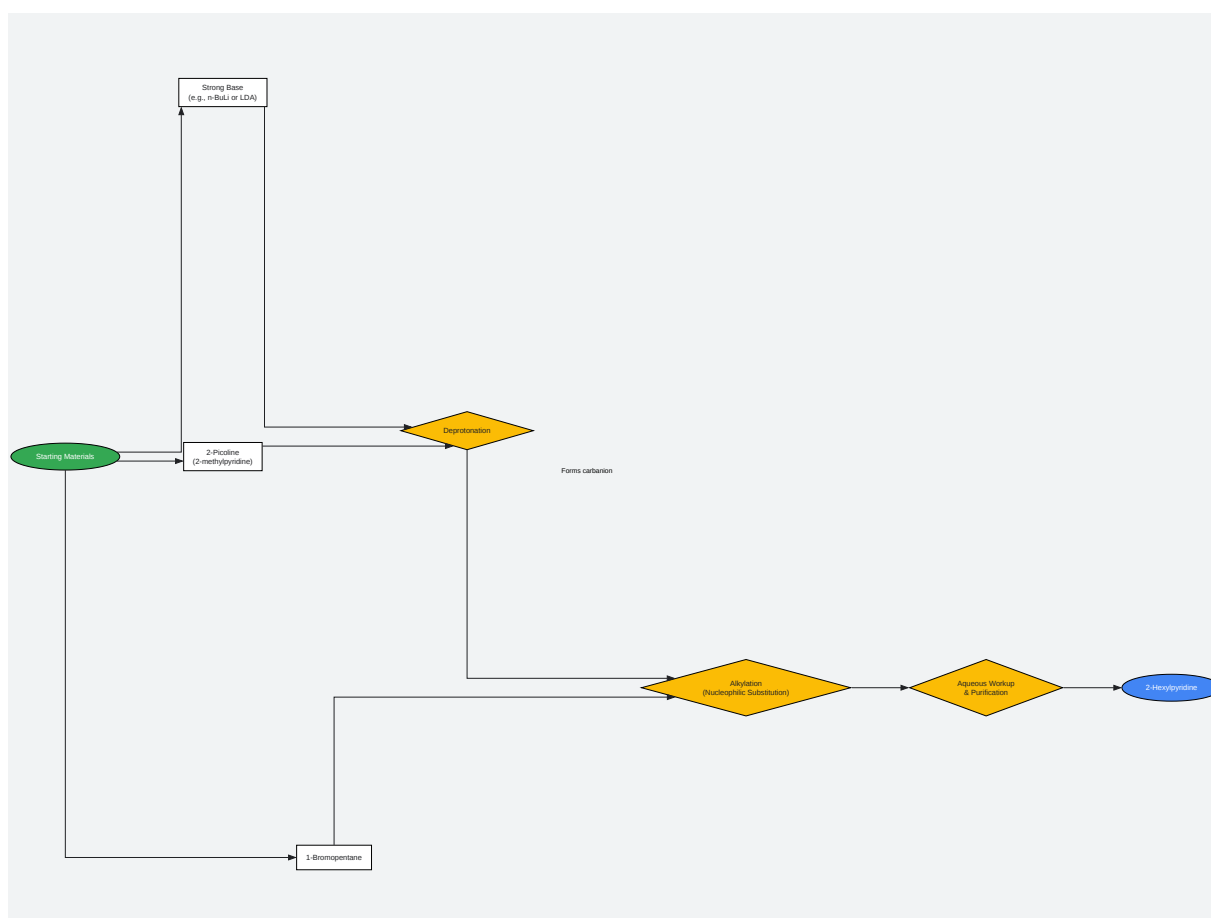 Strong Base
(e.g., n-BuLi or LDA)
Deprotonation
Starting Materials
2-Picoline
(2-methylpyridine)
Forms carbanion
Alkylation
(Nucleophilic Substitution)
Aqueous Workup
& Purification
2-Hexylpyridine
1-Bromopentane